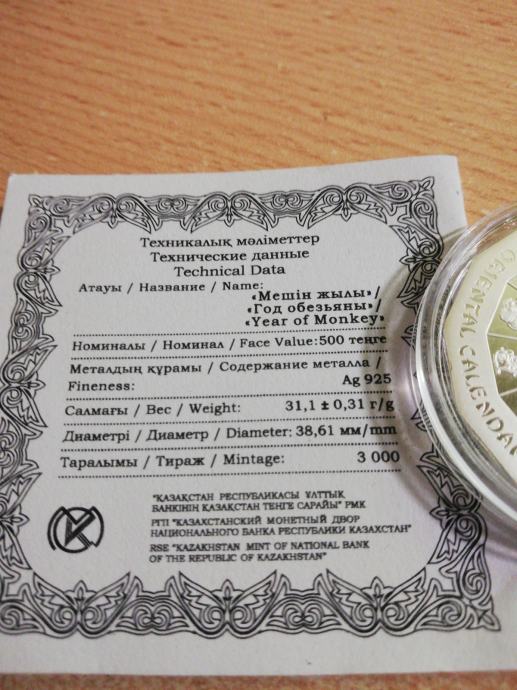 Техникалық мәліметтер
Технические данные
Technical Data
Атауы / Название / Name:
«Мешін жылы»/
«Год обезьяны»/
«Year of Monkey»
Номиналы / Номинал / Face Value: 500 теңге
Металдың құрамы / Содержание металла /
Fineness: Ag 925
Салмағы / Вес / Weight: 31,1 ± 0,31 г/g
Диаметрі / Диаметр / Diameter: 38,61 мм/mm
Таралымы / Тираж / Mintage: 3 000
"ҚАЗАҚСТАН РЕСПУБЛИКАСЫ ҰЛТТЫҚ
БАНКІНІҢ ҚАЗАҚСТАН ТЕҢГЕ САРАЙЫ" РМК
РГП "КАЗАХСТАНСКИЙ МОНЕТНЫЙ ДВОР
НАЦИОНАЛЬНОГО БАНКА РЕСПУБЛИКИ КАЗАХСТАН"
RSE "KAZAKHSTAN MINT OF NATIONAL BANK
OF THE REPUBLIC OF KAZAKHSTAN"
ORIENTAL CALENDAR